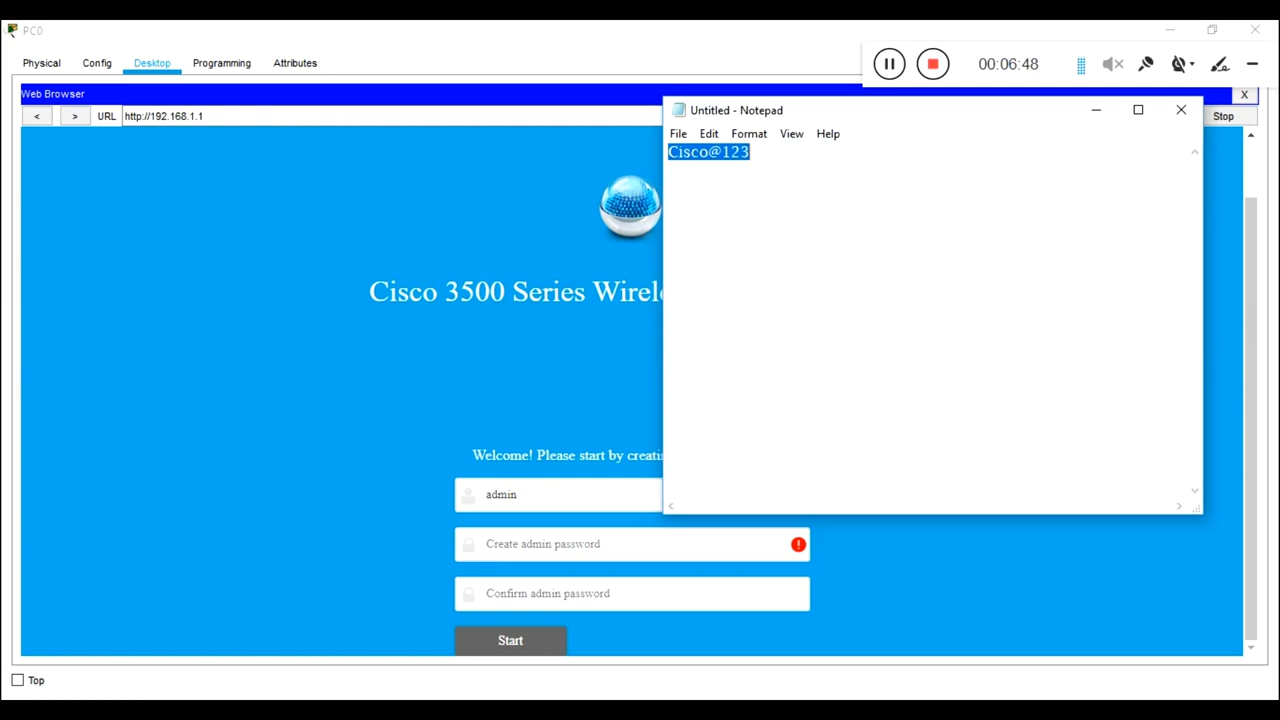 PC0
Physical Config Desktop Programming Attributes
00:06:48
Web Browser X
< > URL http://192.168.1.1 Stop
Untitled - Notepad
File Edit Format View Help
Cisco@123
Cisco 3500 Series Wirel
Welcome! Please start by creati
admin
Create admin password
Confirm admin password
Start
Top